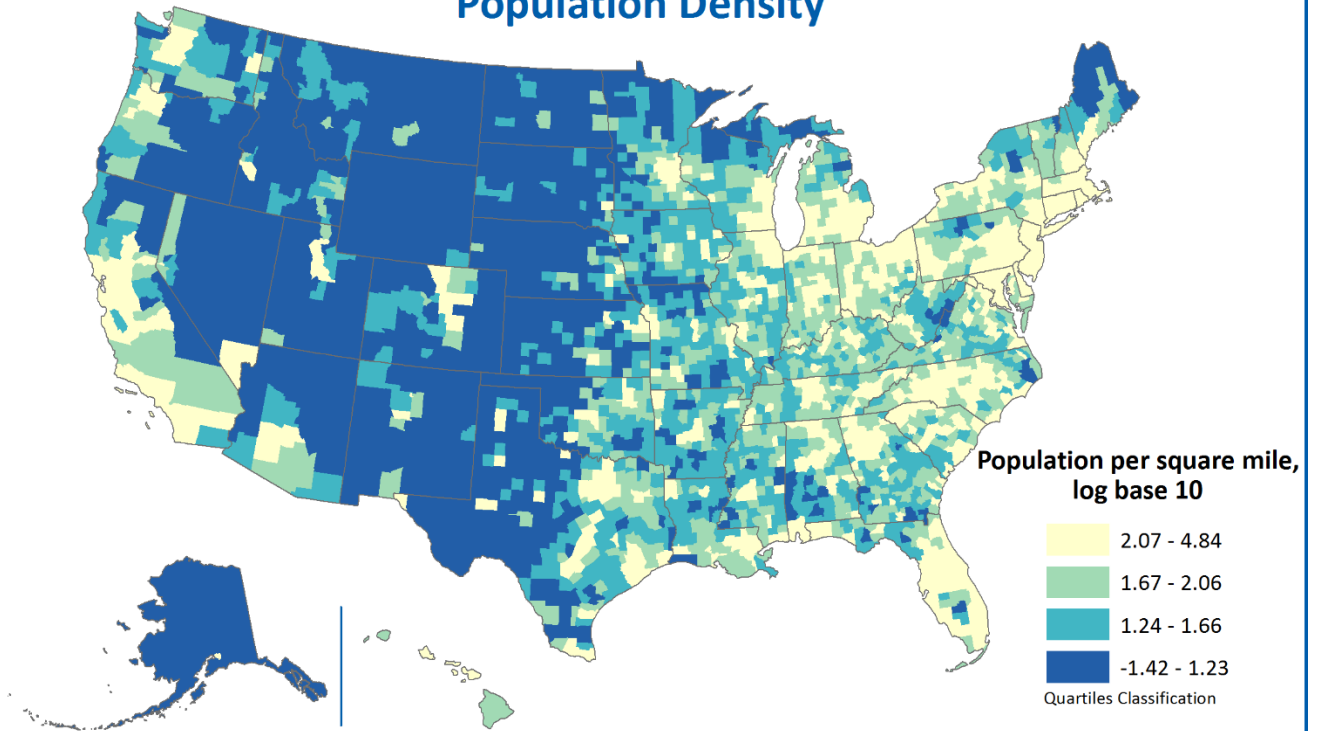 Population Density
Population per square mile,
log base 10
2.07 - 4.84
1.67 - 2.06
1.24 - 1.66
-1.42 - 1.23
Quartiles Classification